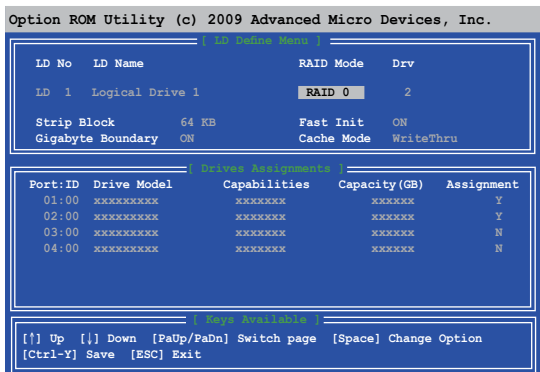 Option ROM Utility (c) 2009 Advanced Micro Devices, Inc.
[ LD Define Menu ]
LD No LD Name RAID Mode Drv
LD 1 Logical Drive 1 RAID 0 2
Strip Block 64 KB Fast Init ON
Gigabyte Boundary ON Cache Mode WriteThru
[ Drives Assignments ]
Port:ID Drive Model Capabilities Capacity(GB) Assignment
01:00 xxxxxxxxx xxxxxxx xxxxxx Y
02:00 xxxxxxxxx xxxxxxx xxxxxx Y
03:00 xxxxxxxxx xxxxxxx xxxxxx N
04:00 xxxxxxxxx xxxxxxx xxxxxx N
[ Keys Available ]
[↑] Up [↓] Down [PaUp/PaDn] Switch page [Space] Change Option
[Ctrl-Y] Save [ESC] Exit